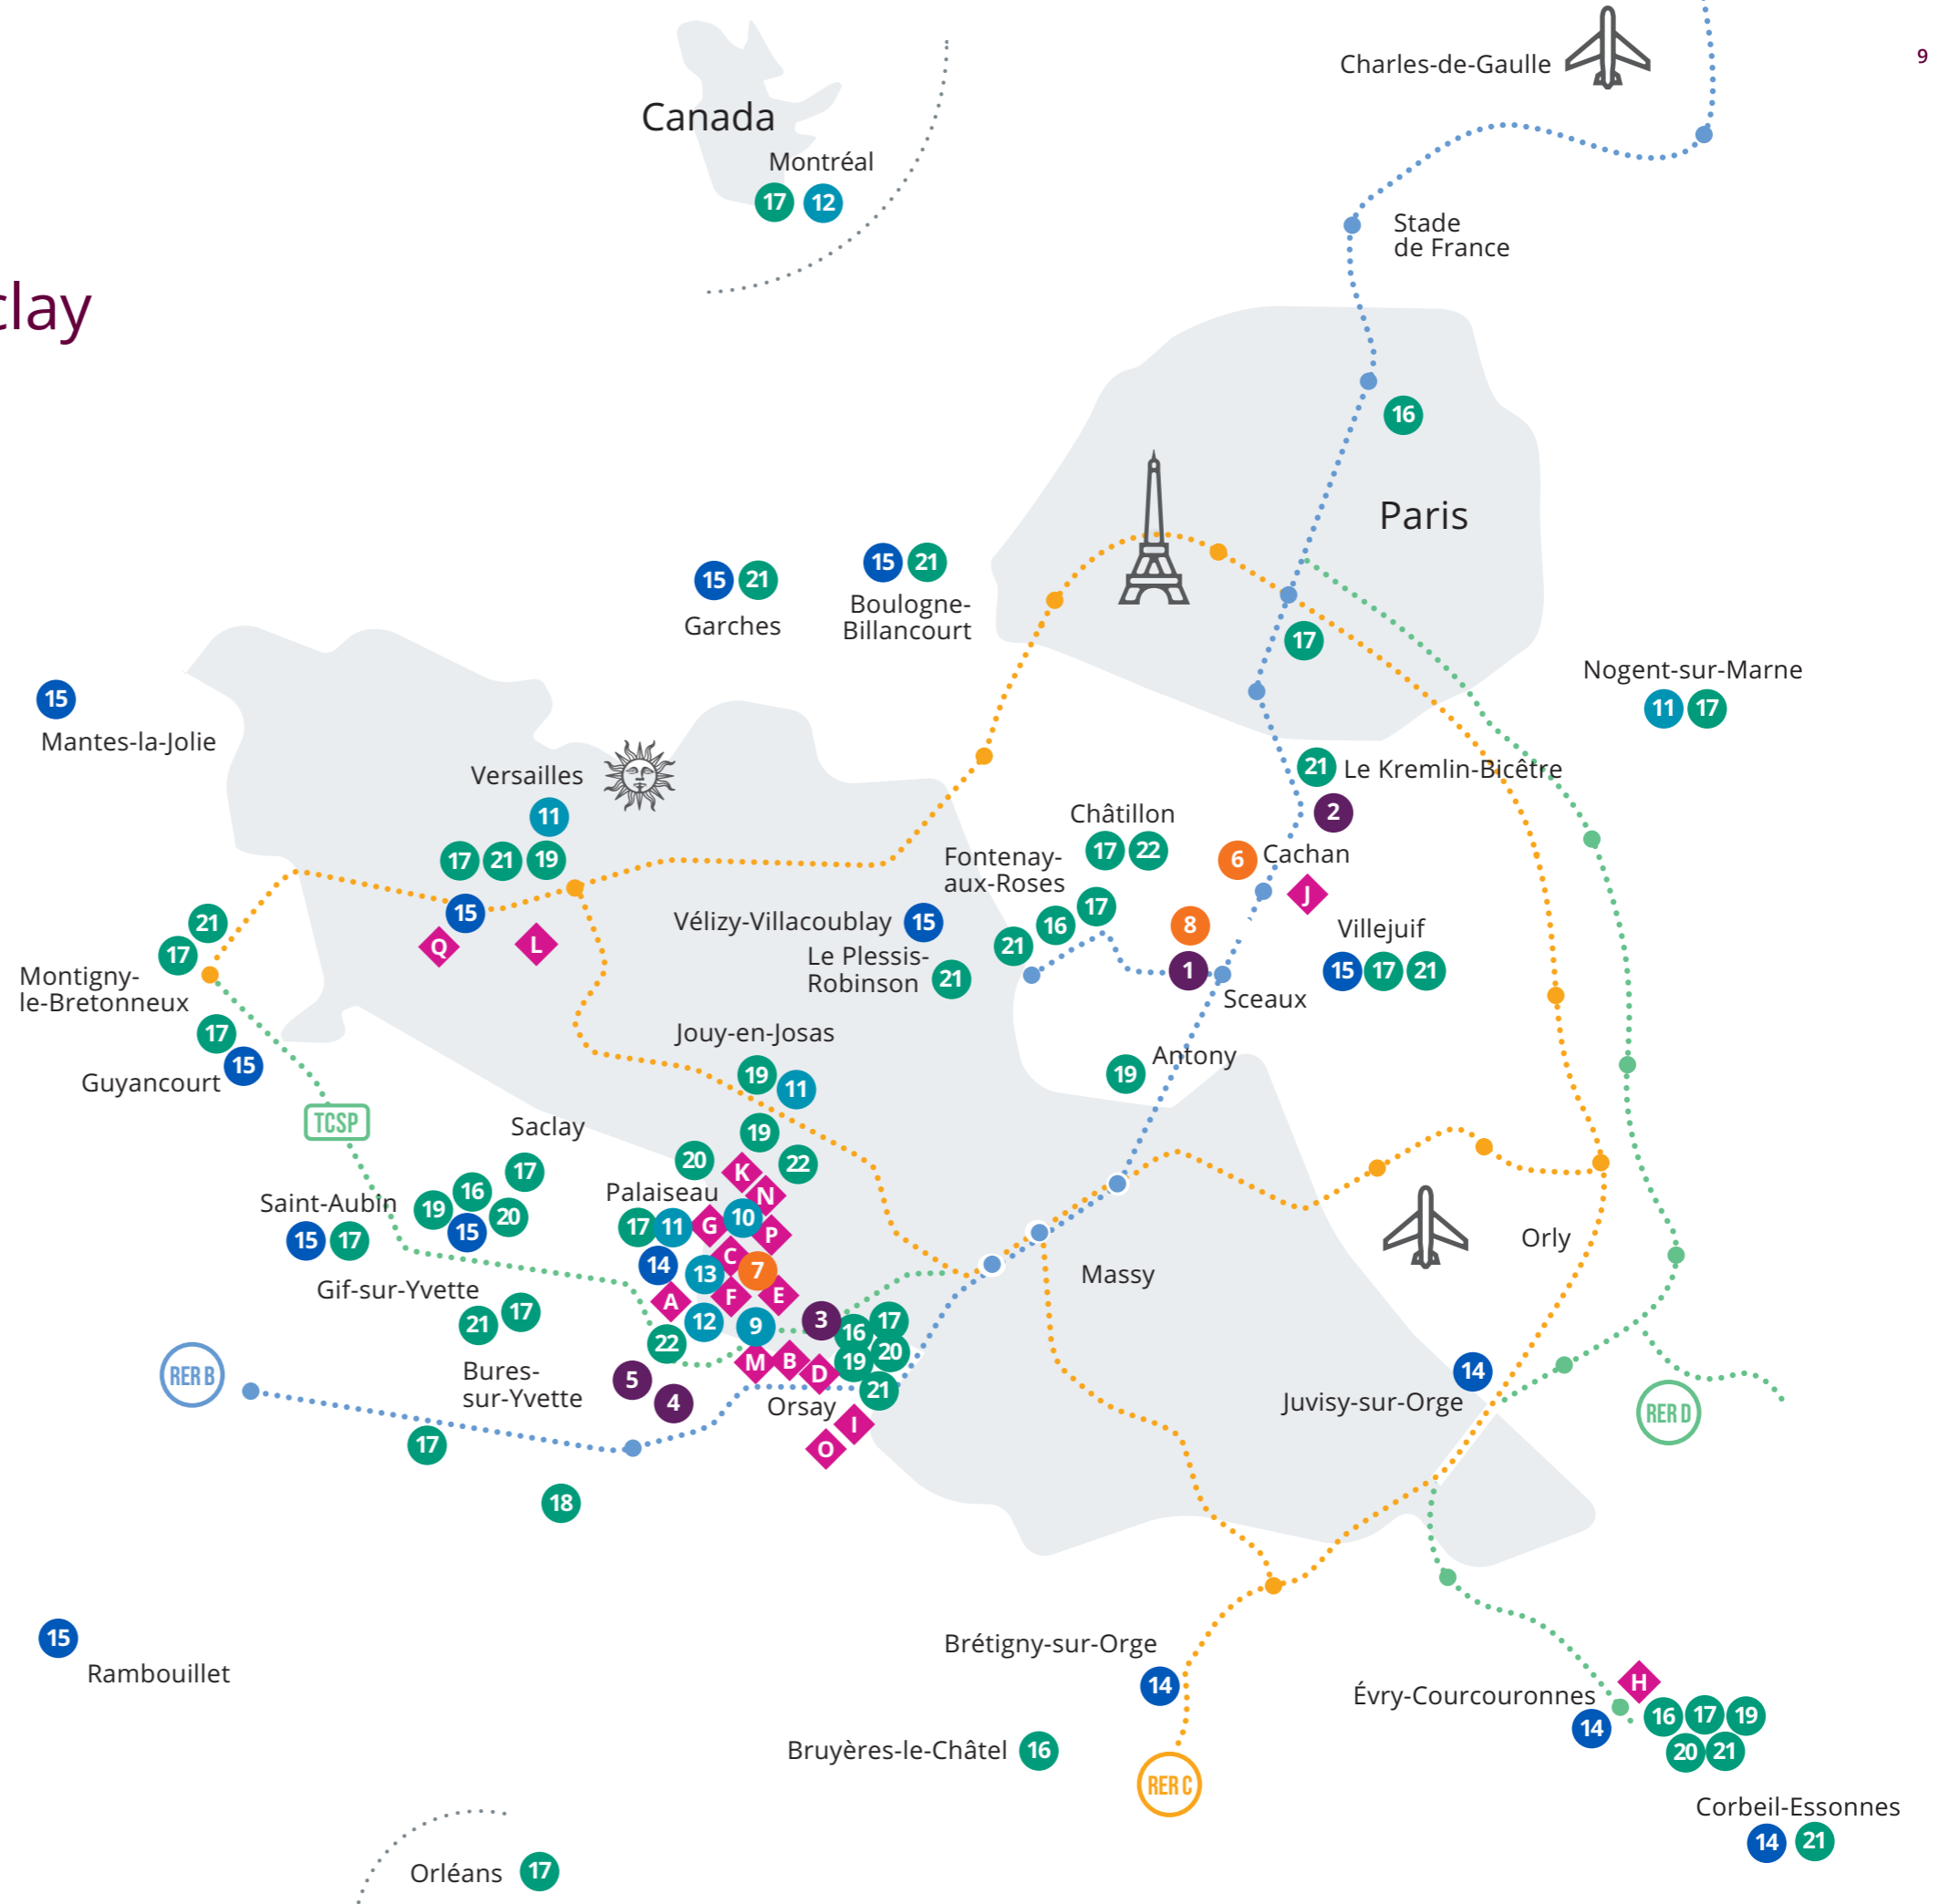 Charles-de-Gaulle
9
Canada
Montréal
17 12
Stade
de France
clay
16
Paris
15 21
Garches
15 21
Boulogne-
Billancourt
17
Nogent-sur-Marne
11 17
15
Mantes-la-Jolie
Versailles
11
17 21 19
15
Q L
21 Le Kremlin-Bicêtre
2
Châtillon
17 22
6 Cachan
J
Fontenay-
aux-Roses
21 16 17
Vélizy-Villacoublay 15
Le Plessis-
Robinson 21
8
1
Sceaux
Villejuif
15 17 21
21
17
Montigny-
le-Bretonneux
17
15
Guyancourt
Jouy-en-Josas
19 11
19 Antony
TCSP
Saclay
17
16
19 20
15
Saint-Aubin
15 17
19
20 22
K
Palaiseau N
17 11 G 10 P
C
14 13 7
A F E
12 9 3
22
16 17
19 20
21
M B D
Orsay
I
O
Gif-sur-Yvette
21 17
Bures-
sur-Yvette
5
4
RER B
17
18
Massy
Orly
14
Juvisy-sur-Orge
RER D
15
Rambouillet
Brétigny-sur-Orge
14
Bruyères-le-Châtel 16
RER C
H
Évry-Courcouronnes
14
16 17 19
20 21
Corbeil-Essonnes
14 21
Orléans 17